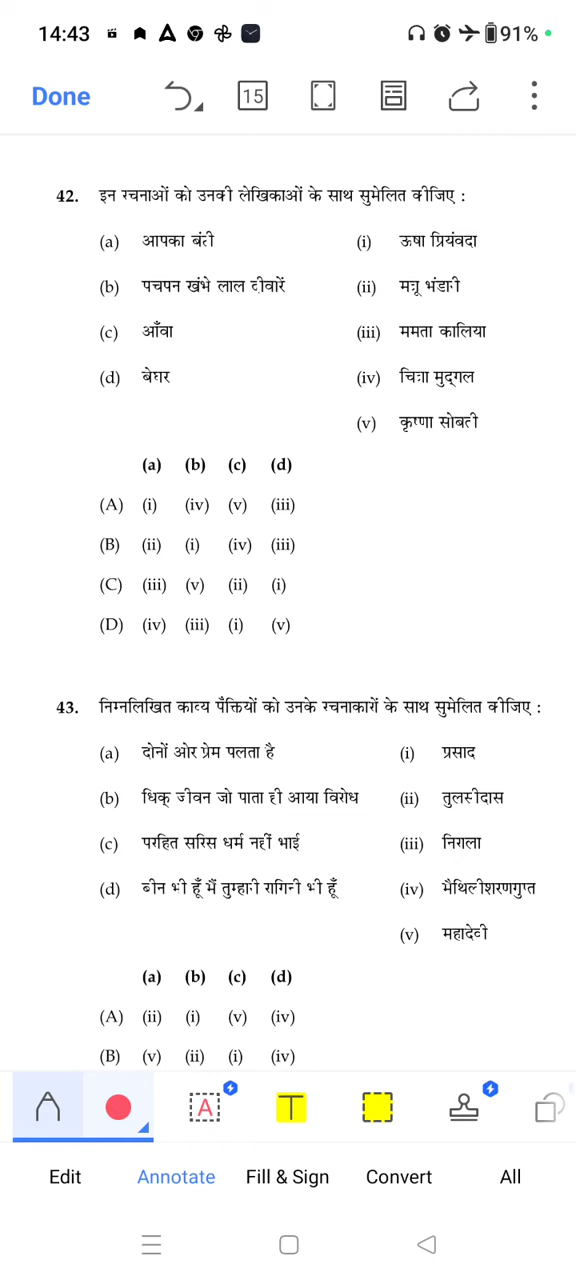 14:43 91%
Done 15
42. इन रचनाओं को उनकी लेखिकाओं के साथ सुमेलित कीजिए :
(a) आपका बंटी (i) ऊषा प्रियंवदा
(b) पचपन खंभे लाल दीवारें (ii) मन्नू भंडारी
(c) आँवा (iii) ममता कालिया
(d) बेघर (iv) चित्रा मुद्गल
(v) कृष्णा सोबती
(a) (b) (c) (d)
(A) (i) (iv) (v) (iii)
(B) (ii) (i) (iv) (iii)
(C) (iii) (v) (ii) (i)
(D) (iv) (iii) (i) (v)
43. निम्नलिखित काव्य पँक्तियों को उनके रचनाकारों के साथ सुमेलित कीजिए :
(a) दोनों ओर प्रेम पलता है (i) प्रसाद
(b) धिक् जीवन जो पाता ही आया विरोध (ii) तुलसीदास
(c) परहित सरिस धर्म नहीं भाई (iii) निराला
(d) बीन भी हूँ मैं तुम्हारी रागिनी भी हूँ (iv) मैथिलीशरणगुप्त
(v) महादेवी
(a) (b) (c) (d)
(A) (ii) (i) (v) (iv)
(B) (v) (ii) (i) (iv)
A T
Edit Annotate Fill & Sign Convert All